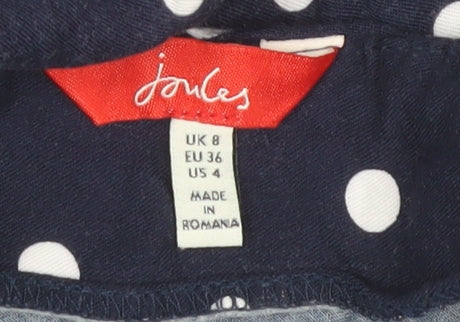 joules
UK 8
EU 36
US 4
MADE
IN
ROMANIA